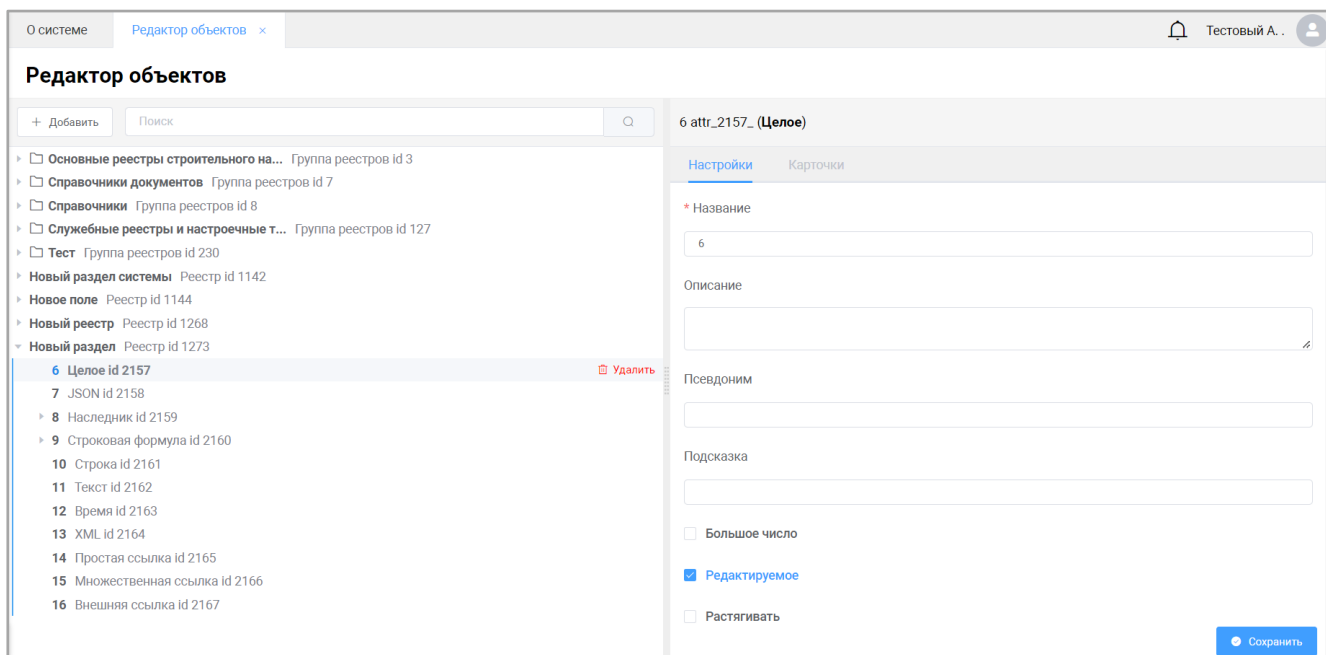 О системе
Редактор объектов ×
Тестовый А. .
Редактор объектов
+ Добавить
Поиск
Основные реестры строительного на... Группа реестров id 3
Справочники документов Группа реестров id 7
Справочники Группа реестров id 8
Служебные реестры и настроечные т... Группа реестров id 127
Тест Группа реестров id 230
Новый раздел системы Реестр id 1142
Новое поле Реестр id 1144
Новый реестр Реестр id 1268
Новый раздел Реестр id 1273
6 Целое id 2157 Удалить
7 JSON id 2158
8 Наследник id 2159
9 Строковая формула id 2160
10 Строка id 2161
11 Текст id 2162
12 Время id 2163
13 XML id 2164
14 Простая ссылка id 2165
15 Множественная ссылка id 2166
16 Внешняя ссылка id 2167
6 attr_2157_ (Целое)
Настройки Карточки
* Название
6
Описание
Псевдоним
Подсказка
Большое число
Редактируемое
Растягивать
Сохранить